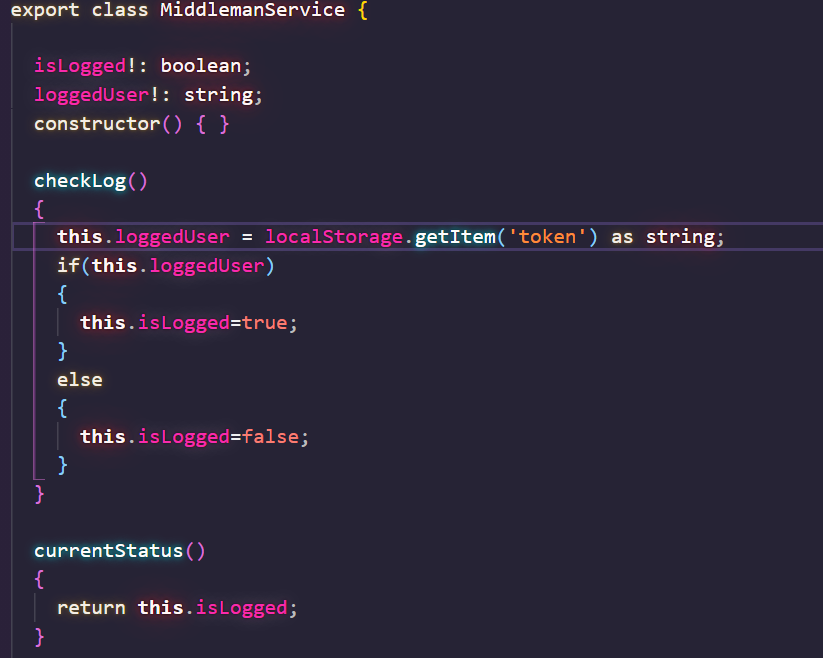 export class MiddlemanService {
isLogged!: boolean;
loggedUser!: string;
constructor() { }
checkLog()
{
this.loggedUser = localStorage.getItem('token') as string;
if(this.loggedUser)
{
this.isLogged=true;
}
else
{
this.isLogged=false;
}
}
currentStatus()
{
return this.isLogged;
}